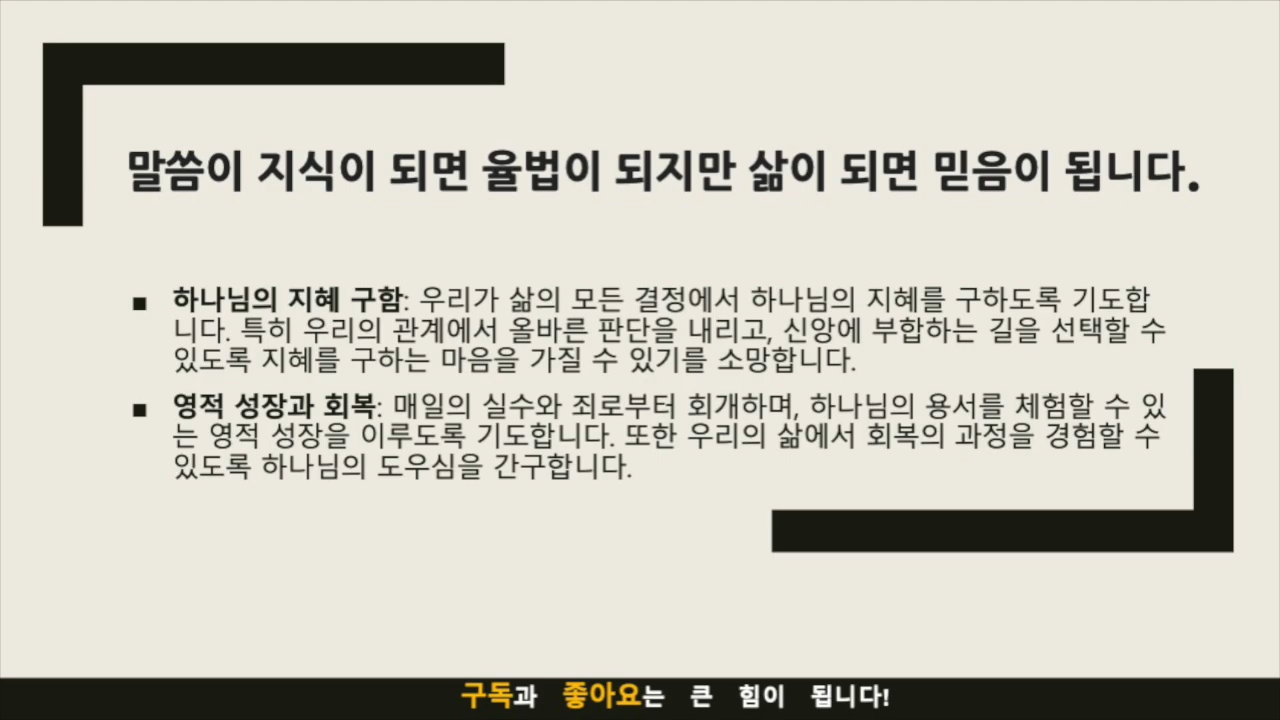 말씀이 지식이 되면 율법이 되지만 삶이 되면 믿음이 됩니다.
■ 하나님의 지혜 구함: 우리가 삶의 모든 결정에서 하나님의 지혜를 구하도록 기도합
니다. 특히 우리의 관계에서 올바른 판단을 내리고, 신앙에 부합하는 길을 선택할 수
있도록 지혜를 구하는 마음을 가질 수 있기를 소망합니다.
■ 영적 성장과 회복: 매일의 실수와 죄로부터 회개하며, 하나님의 용서를 체험할 수 있
는 영적 성장을 이루도록 기도합니다. 또한 우리의 삶에서 회복의 과정을 경험할 수
있도록 하나님의 도우심을 간구합니다.
구독과 좋아요는 큰 힘이 됩니다!